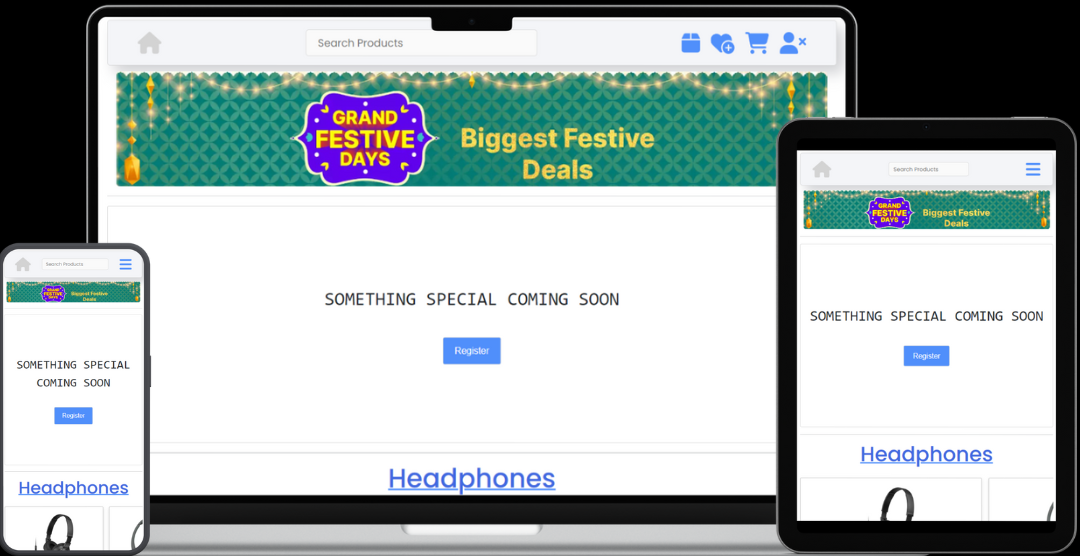 Search Products
GRAND
FESTIVE
DAYS
Biggest Festive
Deals
SOMETHING SPECIAL COMING SOON
Register
Headphones
Search Products
GRAND
FESTIVE
DAYS
Biggest Festive
Deals
SOMETHING SPECIAL
COMING SOON
Register
Headphones
Search Products
GRAND
FESTIVE
DAYS
Biggest Festive
Deals
SOMETHING SPECIAL COMING SOON
Register
Headphones